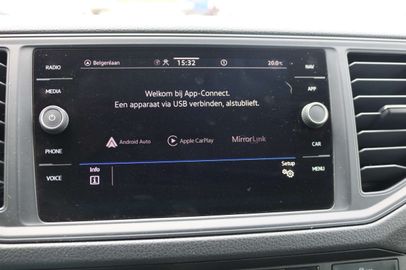 RADIO
MEDIA
PHONE
VOICE
Belgenlaan
15:32
20.0°C
Welkom bij App-Connect.
Een apparaat via USB verbinden, alstublieft.
Android Auto
Apple CarPlay
MirrorLink
Info
Setup
NAV
APP
CAR
MENU